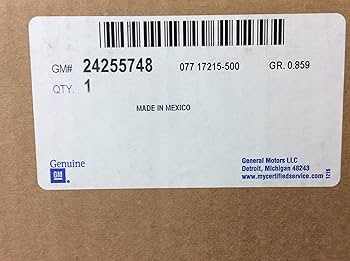 GM# 24255748 077 17215-500 GR. 0.859
QTY. 1
MADE IN MEXICO
Genuine
GM
General Motors LLC
Detroit, Michigan 48243
www.mycertifiedservice.com
1216